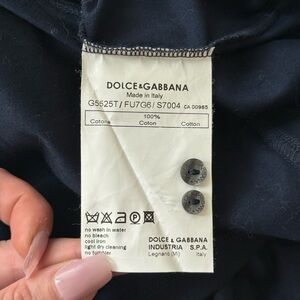 DOLCE&GABBANA
Made in Italy
G5525T/FU7G6/S7004 CA 00985
100%
Cotone Coton Cotton
no wash in water
no bleach
cool iron
light dry cleaning
no tumbler
DOLCE & GABBANA
INDUSTRIA S.P.A.
Legnano (MI) Italy